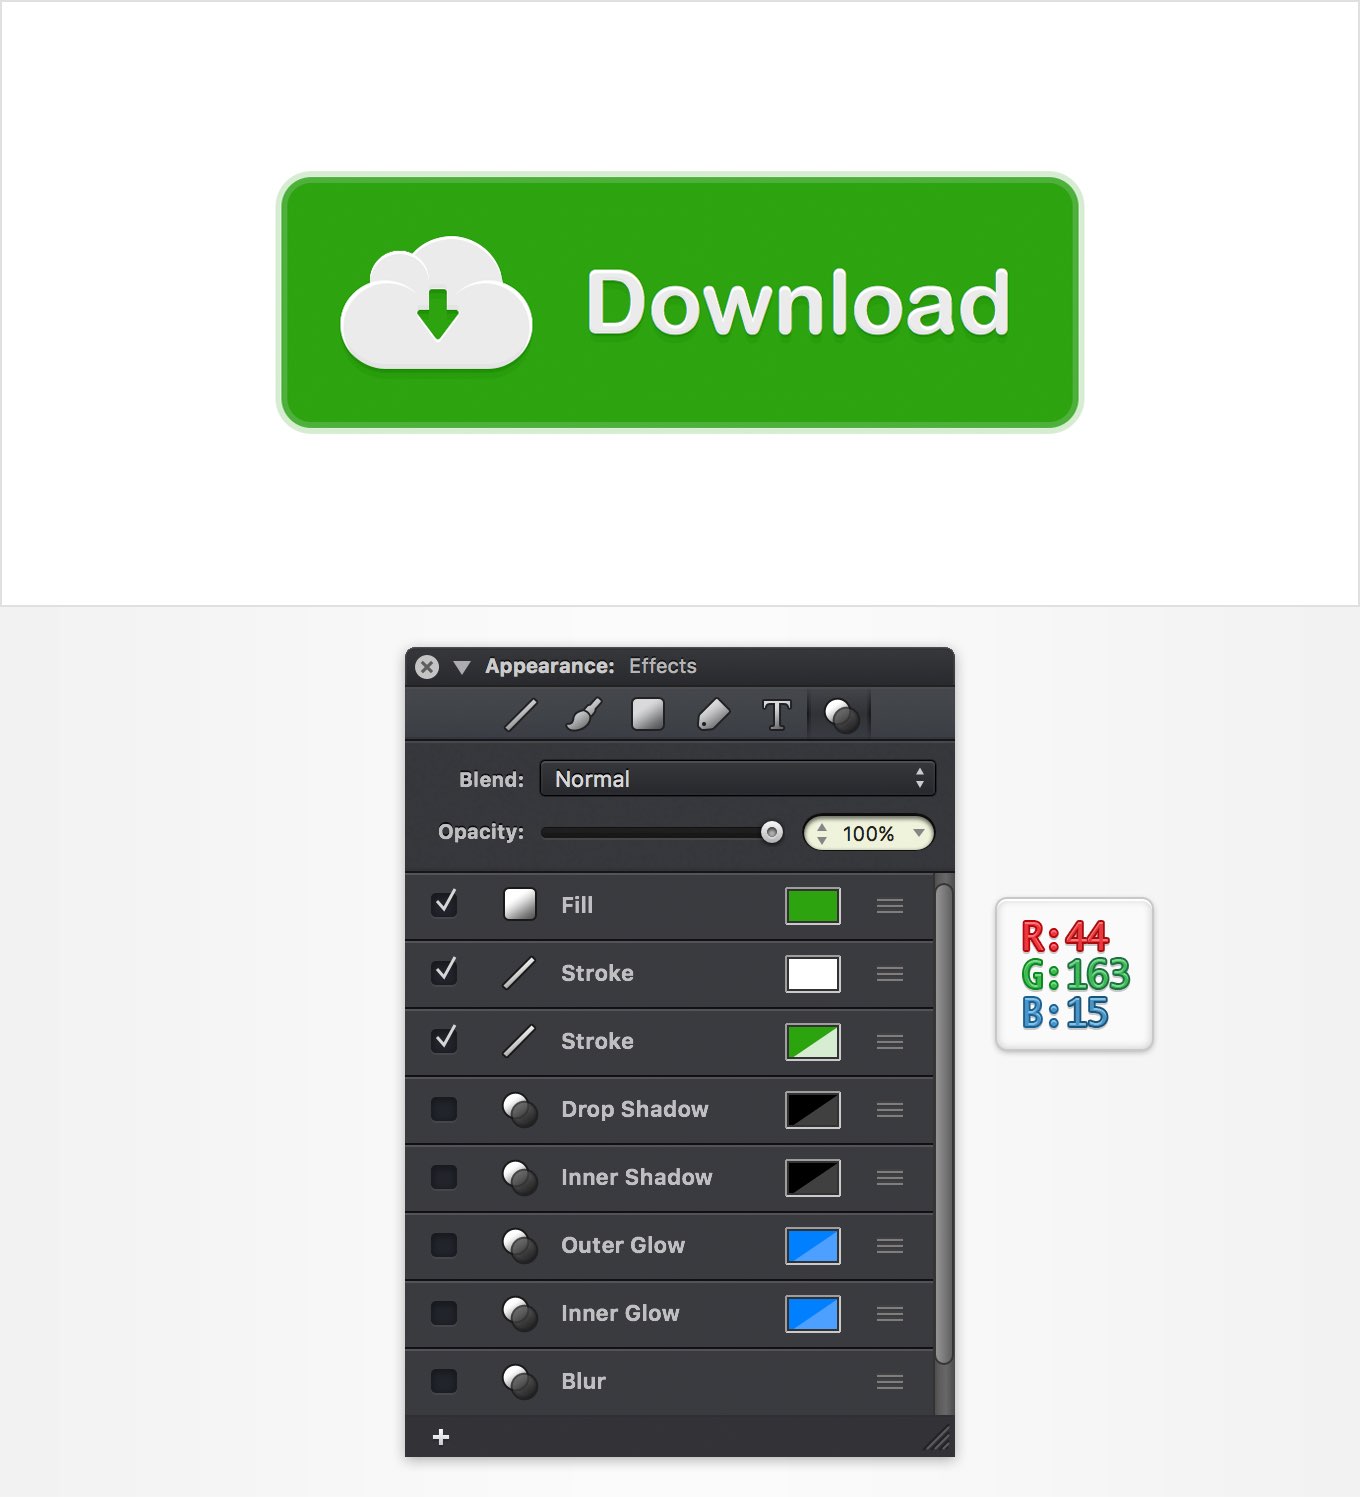 Download
Appearance: Effects
T
Blend: Normal
Opacity: 100%
Fill
Stroke
Stroke
Drop Shadow
Inner Shadow
Outer Glow
Inner Glow
Blur
+
R:44
G:163
B:15